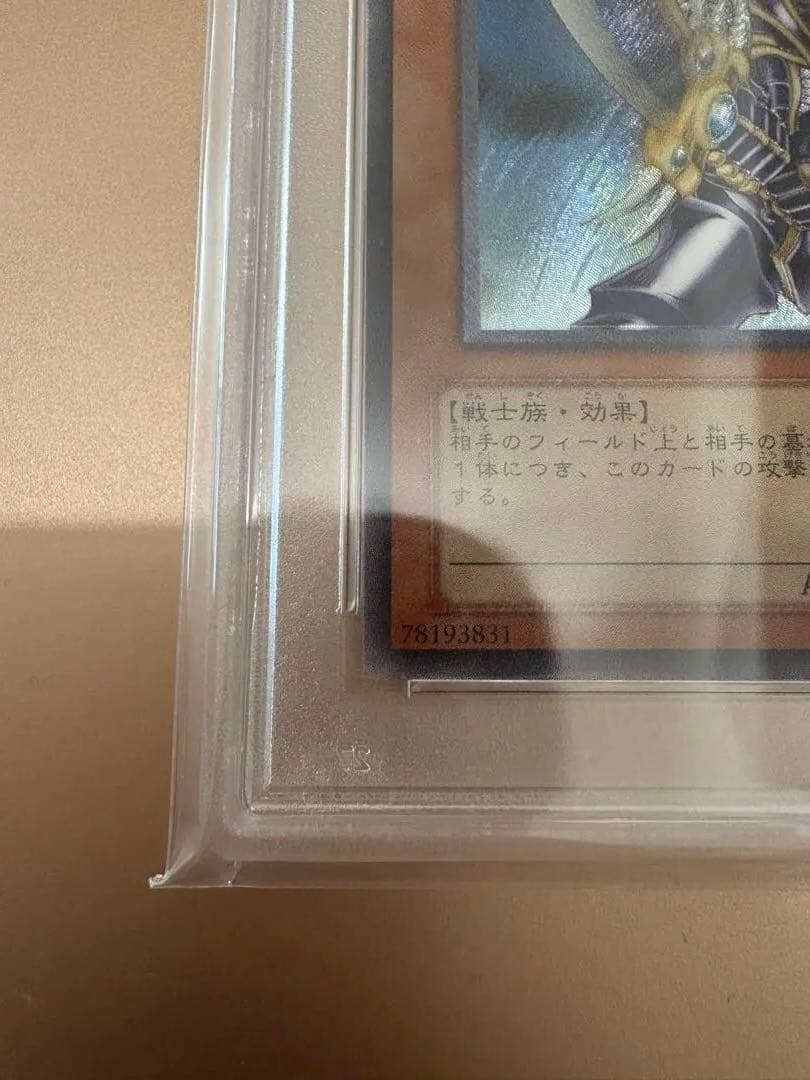 【戦士族・効果】
相手のフィールド上と相手の墓
1体につき、このカードの攻撃
する。
78193831